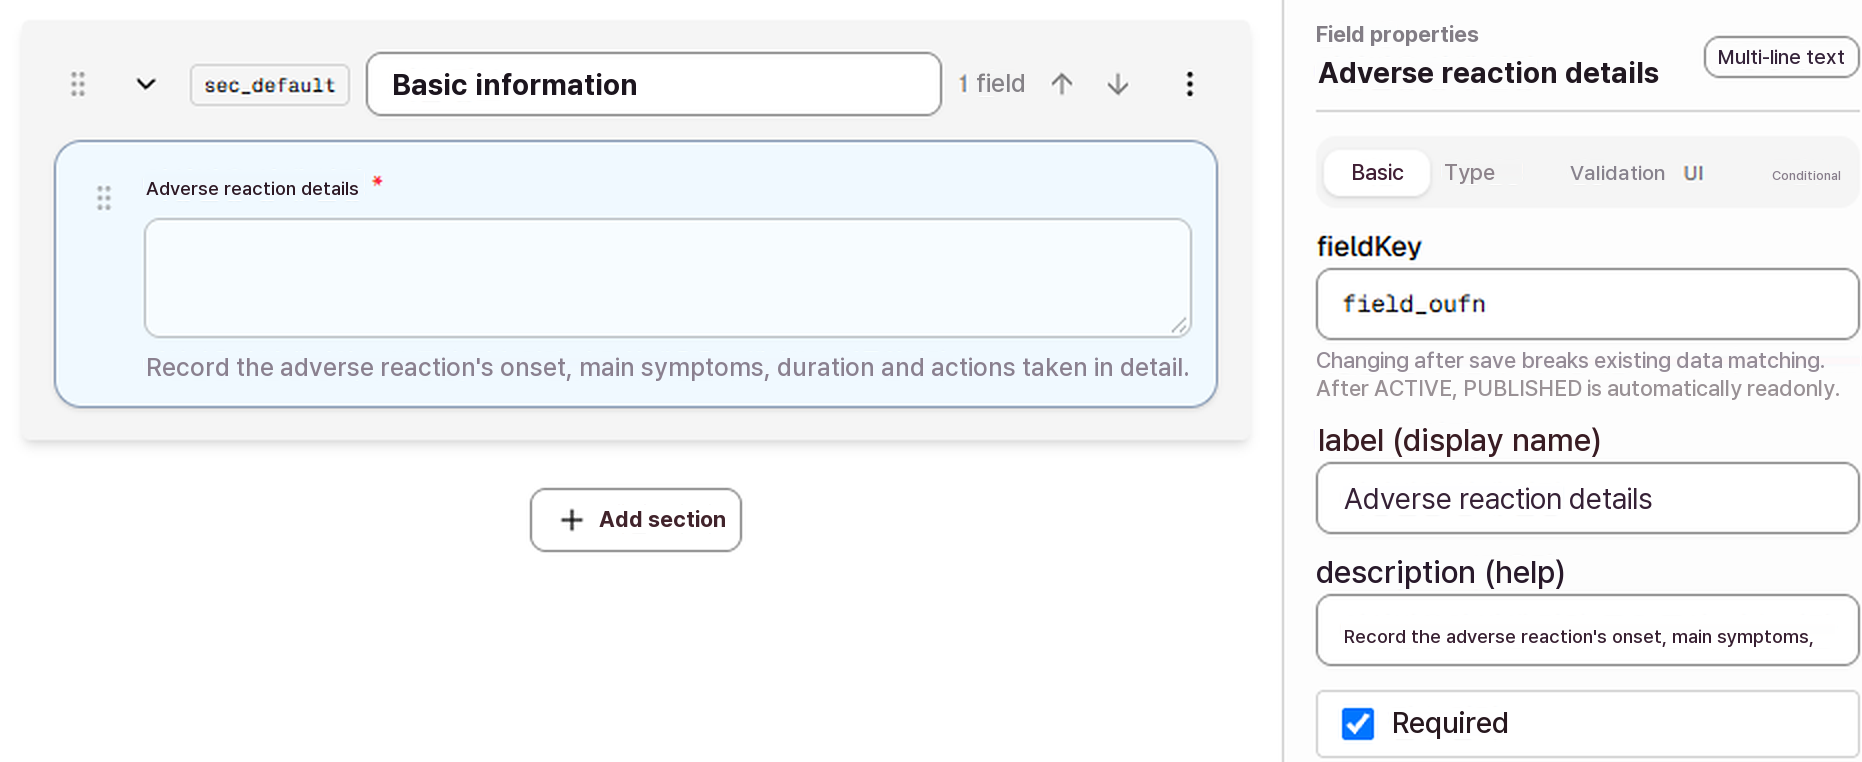 sec_default
Basic information
1 field
Adverse reaction details *
Record the adverse reaction's onset, main symptoms, duration and actions taken in detail.
Add section
Field properties
Adverse reaction details
Multi-line text
Basic Type Validation UI Conditional
fieldKey
field_oufn
Changing after save breaks existing data matching.
After ACTIVE, PUBLISHED is automatically readonly.
label (display name)
Adverse reaction details
description (help)
Record the adverse reaction's onset, main symptoms,
Required